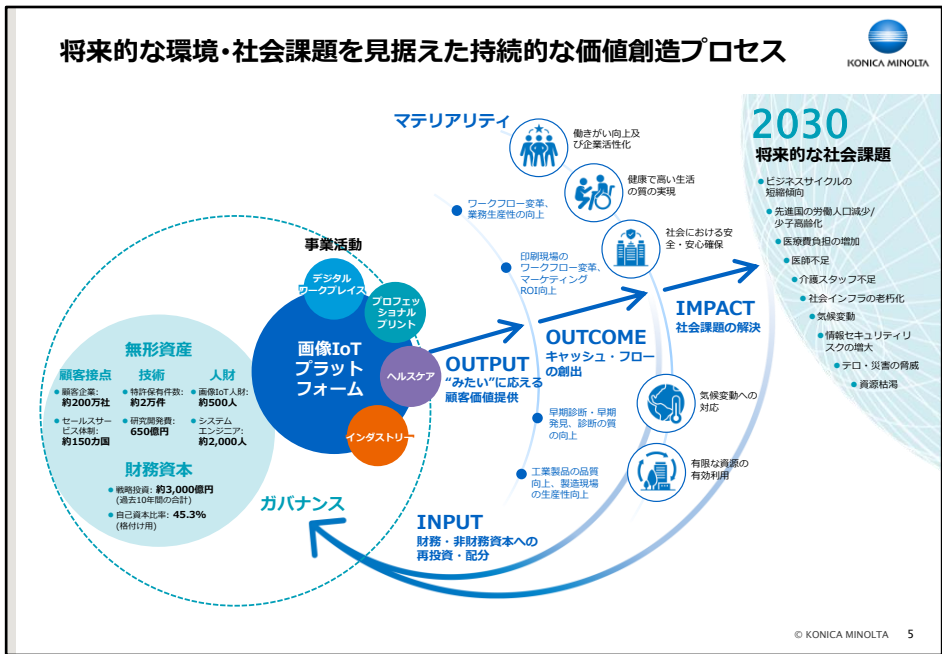 将来的な環境・社会課題を見据えた持続的な価値創造プロセス
KONICA MINOLTA
マテリアリティ
働きがい向上及
び企業活性化
健康で高い生活
の質の実現
社会における安
全・安心確保
気候変動への
対応
有限な資源の
有効利用
2030
将来的な社会課題
●ビジネスサイクルの
短縮傾向
●先進国の労働人口減少/
少子高齢化
●医療費負担の増加
●医師不足
●介護スタッフ不足
●社会インフラの老朽化
●気候変動
●情報セキュリティリ
スクの増大
●テロ・災害の脅威
●資源枯渇
●ワークフロー変革、
業務生産性の向上
●印刷現場の
ワークフロー変革、
マーケティング
ROI向上
●早期診断・早期
発見、診断の質
の向上
●工業製品の品質
向上、製造現場
の生産性向上
事業活動
デジタル
ワークプレイス
プロフェッ
ショナル
プリント
ヘルスケア
インダストリー
画像IoT
プラット
フォーム
OUTPUT
“みたい”に応える
顧客価値提供
OUTCOME
キャッシュ・フロー
の創出
IMPACT
社会課題の解決
無形資産
顧客接点
●顧客企業:
約200万社
●セールスサー
ビス体制:
約150カ国
技術
●特許保有件数:
約2万件
●研究開発費:
650億円
人財
●画像IoT人財:
約500人
●システム
エンジニア:
約2,000人
財務資本
●戦略投資: 約3,000億円
(過去10年間の合計)
●自己資本比率: 45.3%
(格付け用)
ガバナンス
INPUT
財務・非財務資本への
再投資・配分
© KONICA MINOLTA 5